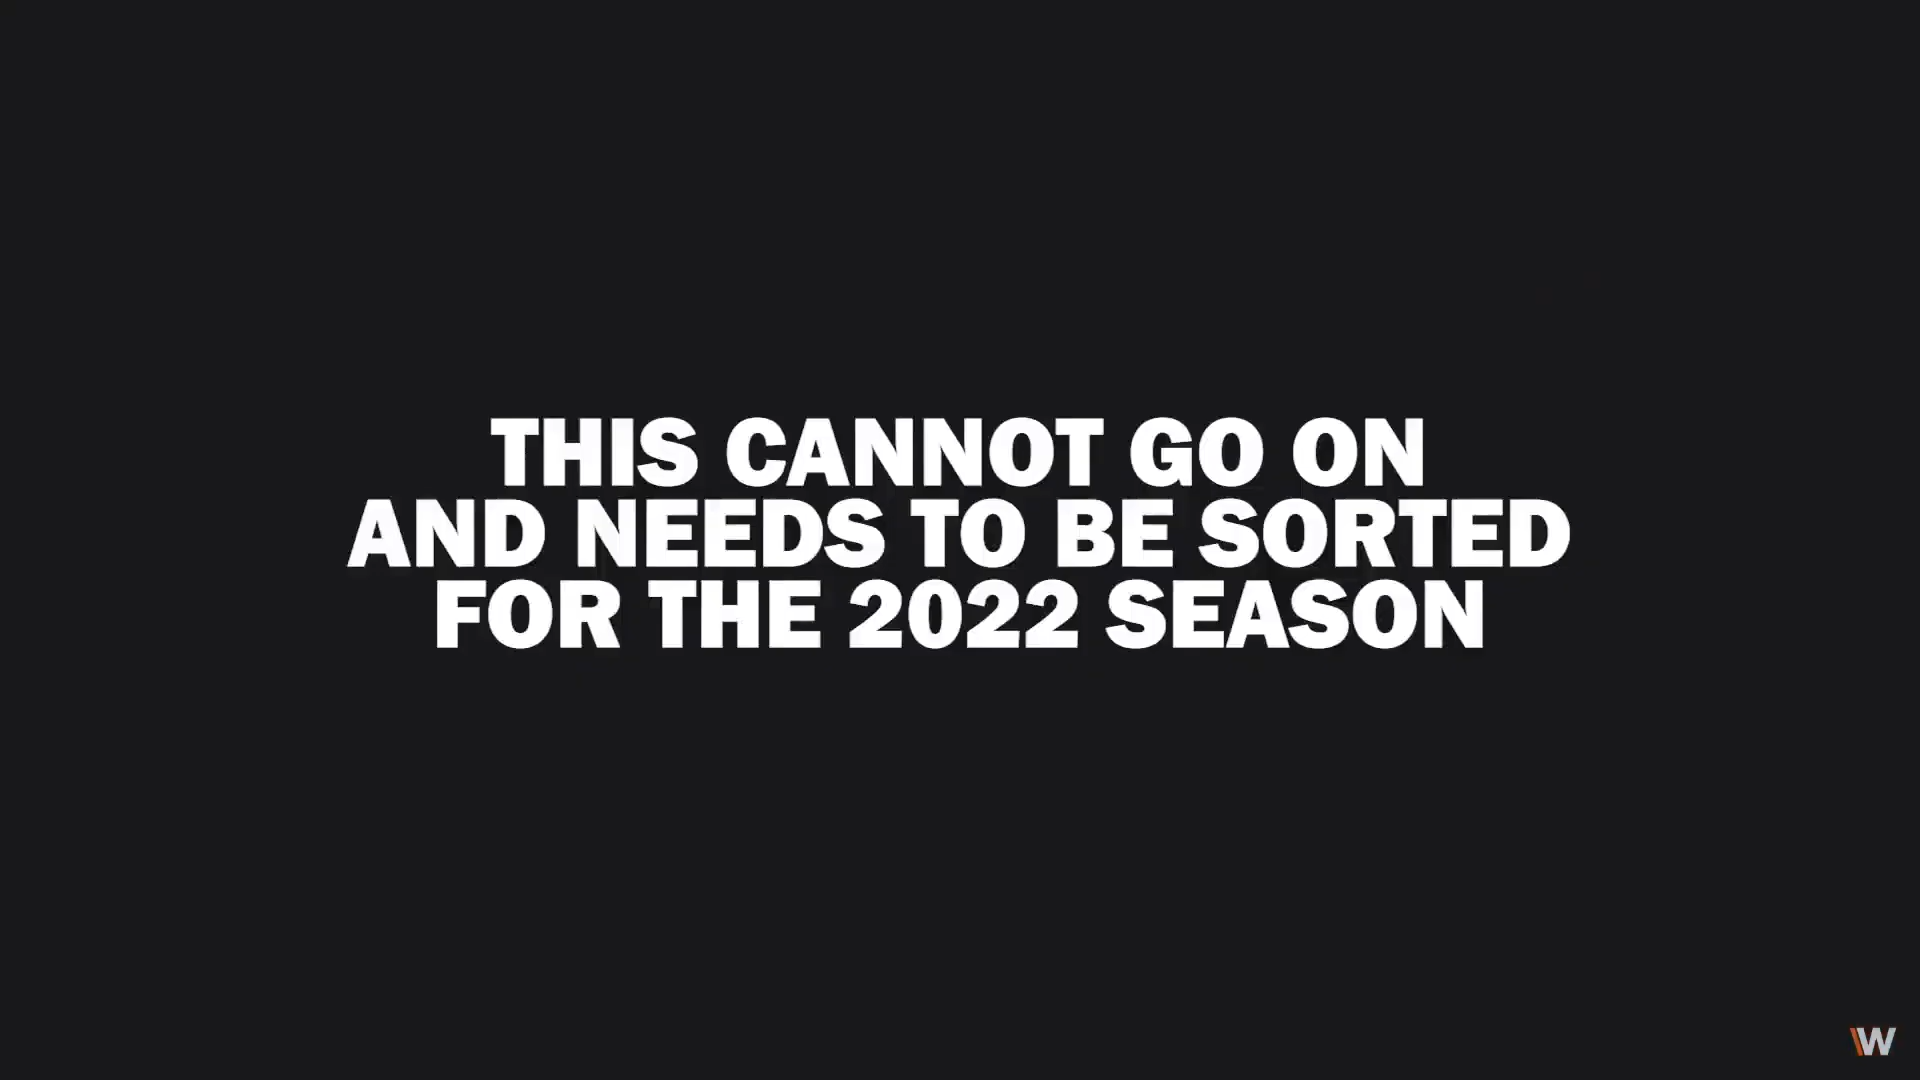 THIS CANNOT GO ON
AND NEEDS TO BE SORTED
FOR THE 2022 SEASON
W